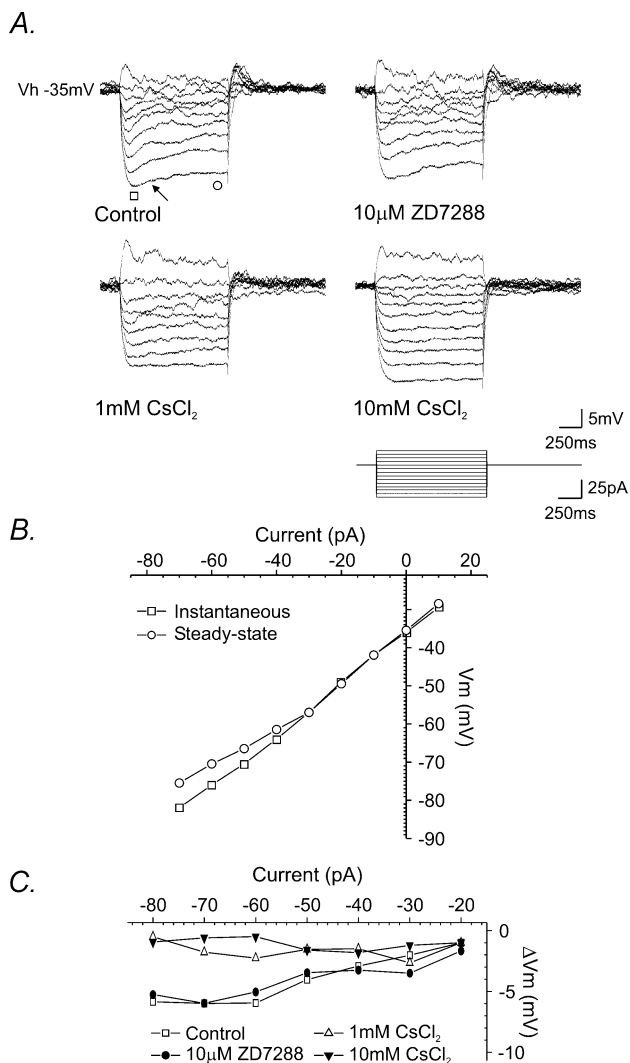 A.
Vh -35mV
Control
10µM ZD7288
1mM CsCl2
10mM CsCl2
5mV
250ms
25pA
250ms
B.
Current (pA)
-80 -60 -40 -20 0 20
Instantaneous
Steady-state
-40
-50
-60
-70
-80
-90
Vm (mV)
C.
Current (pA)
-80 -70 -60 -50 -40 -30 -20
0
-5
-10
ΔVm (mV)
Control
1mM CsCl2
10µM ZD7288
10mM CsCl2